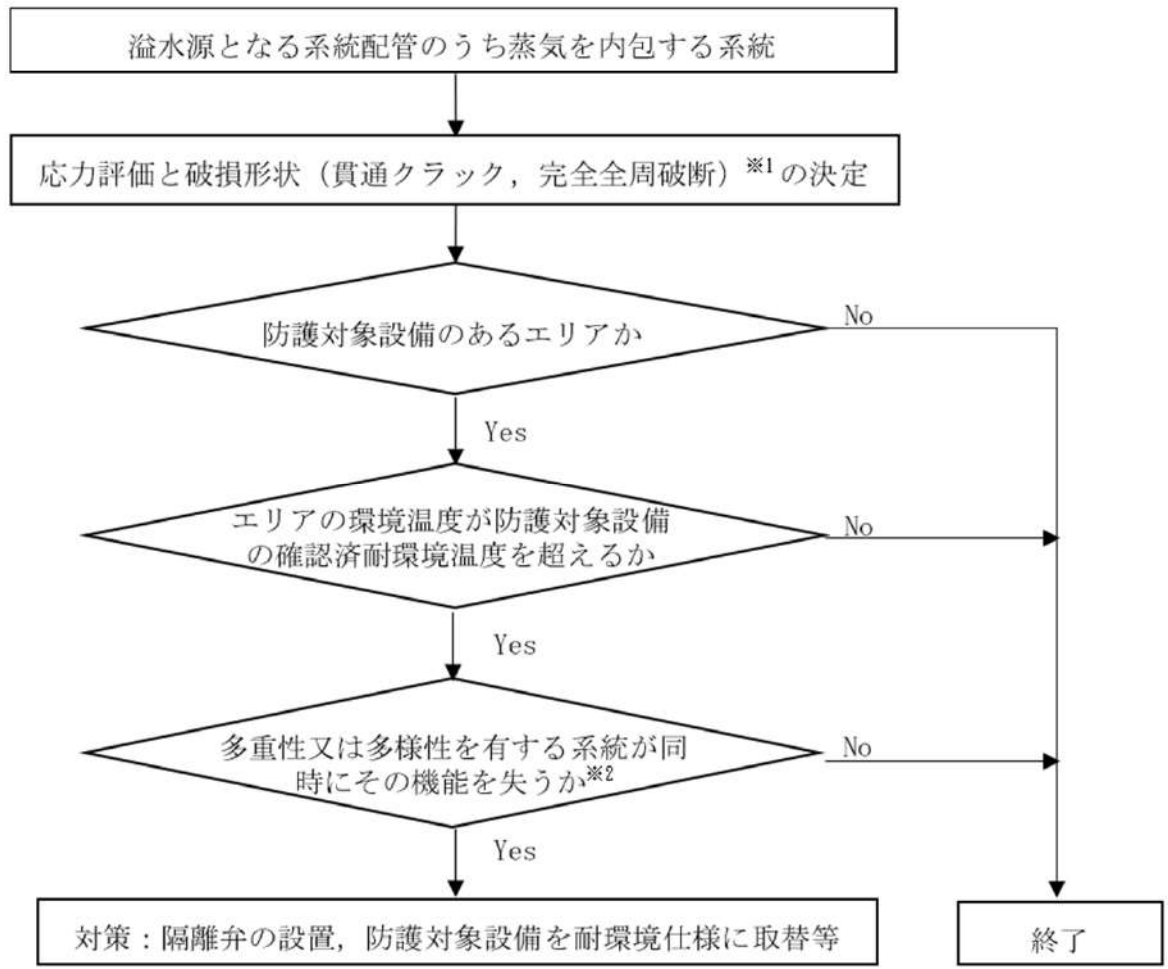 溢水源となる系統配管のうち蒸気を内包する系統
応力評価と破損形状（貫通クラック，完全全周破断）※1の決定
防護対象設備のあるエリアか
No
Yes
エリアの環境温度が防護対象設備
の確認済耐環境温度を超えるか
No
Yes
多重性又は多様性を有する系統が同
時にその機能を失うか※2
No
Yes
対策：隔離弁の設置，防護対象設備を耐環境仕様に取替等
終了